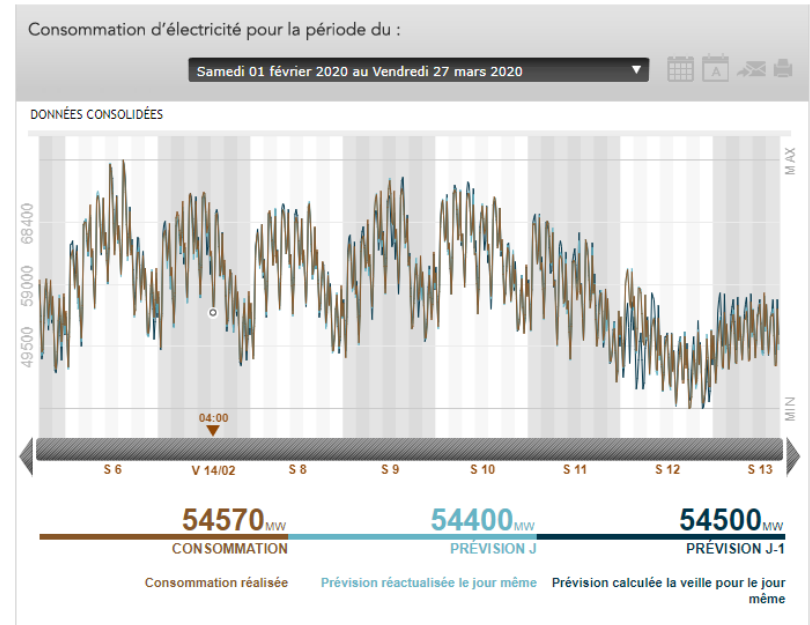 Consommation d'électricité pour la période du :
Samedi 01 février 2020 au Vendredi 27 mars 2020
A
DONNÉES CONSOLIDÉES
MAX
68400
59000
49500
MIN
04:00
S 6
V 14/02
S 8
S 9
S 10
S 11
S 12
S 13
54570MW
54400MW
54500MW
CONSOMMATION
PRÉVISION J
PRÉVISION J-1
Consommation réalisée
Prévision réactualisée le jour même
Prévision calculée la veille pour le jour
même